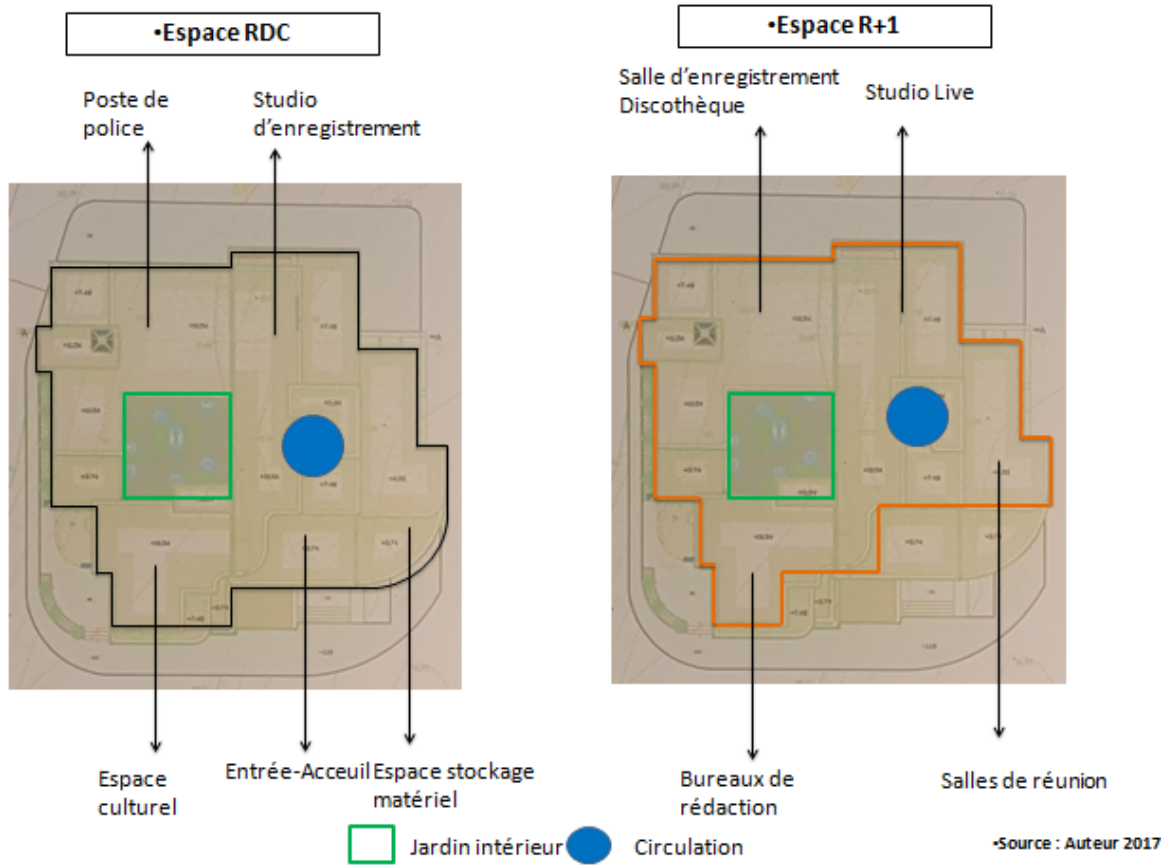 •Espace RDC
•Espace R+1
Poste de
police
Studio
d'enregistrement
Salle d'enregistrement
Discothèque
Studio Live
Espace
culturel
Entrée-Acceuil
Espace stockage
matériel
Bureaux de
rédaction
Salles de réunion
Jardin intérieur
Circulation
•Source : Auteur 2017